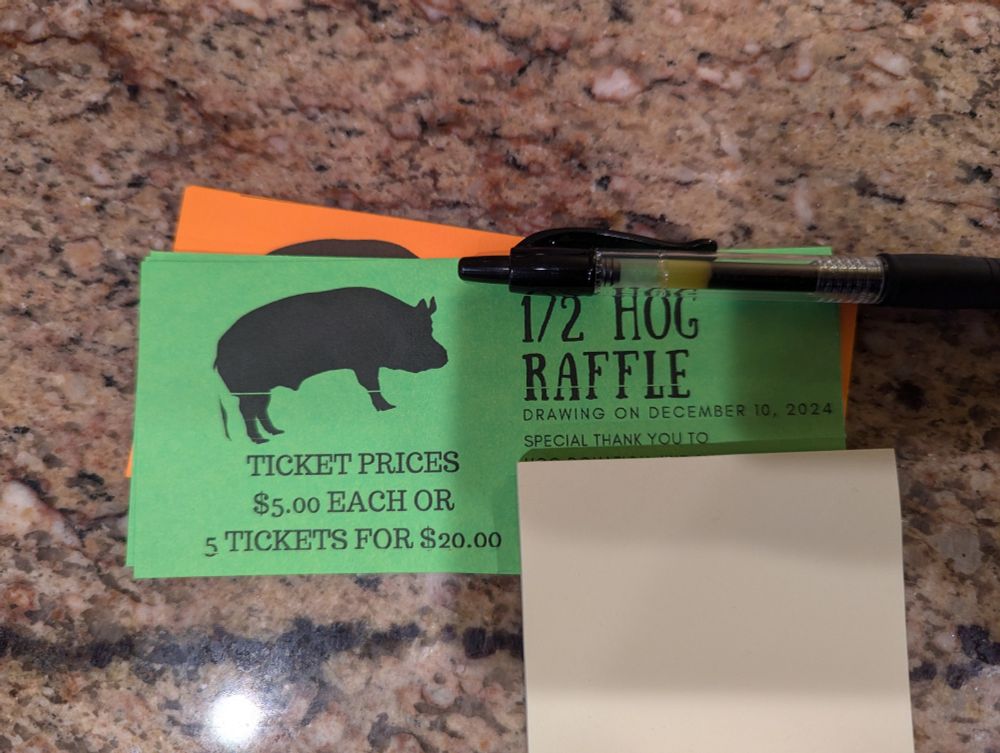 1/2 HOG
RAFFLE
DRAWING ON DECEMBER 10, 2024
SPECIAL THANK YOU TO
TICKET PRICES
$5.00 EACH OR
5 TICKETS FOR $20.00